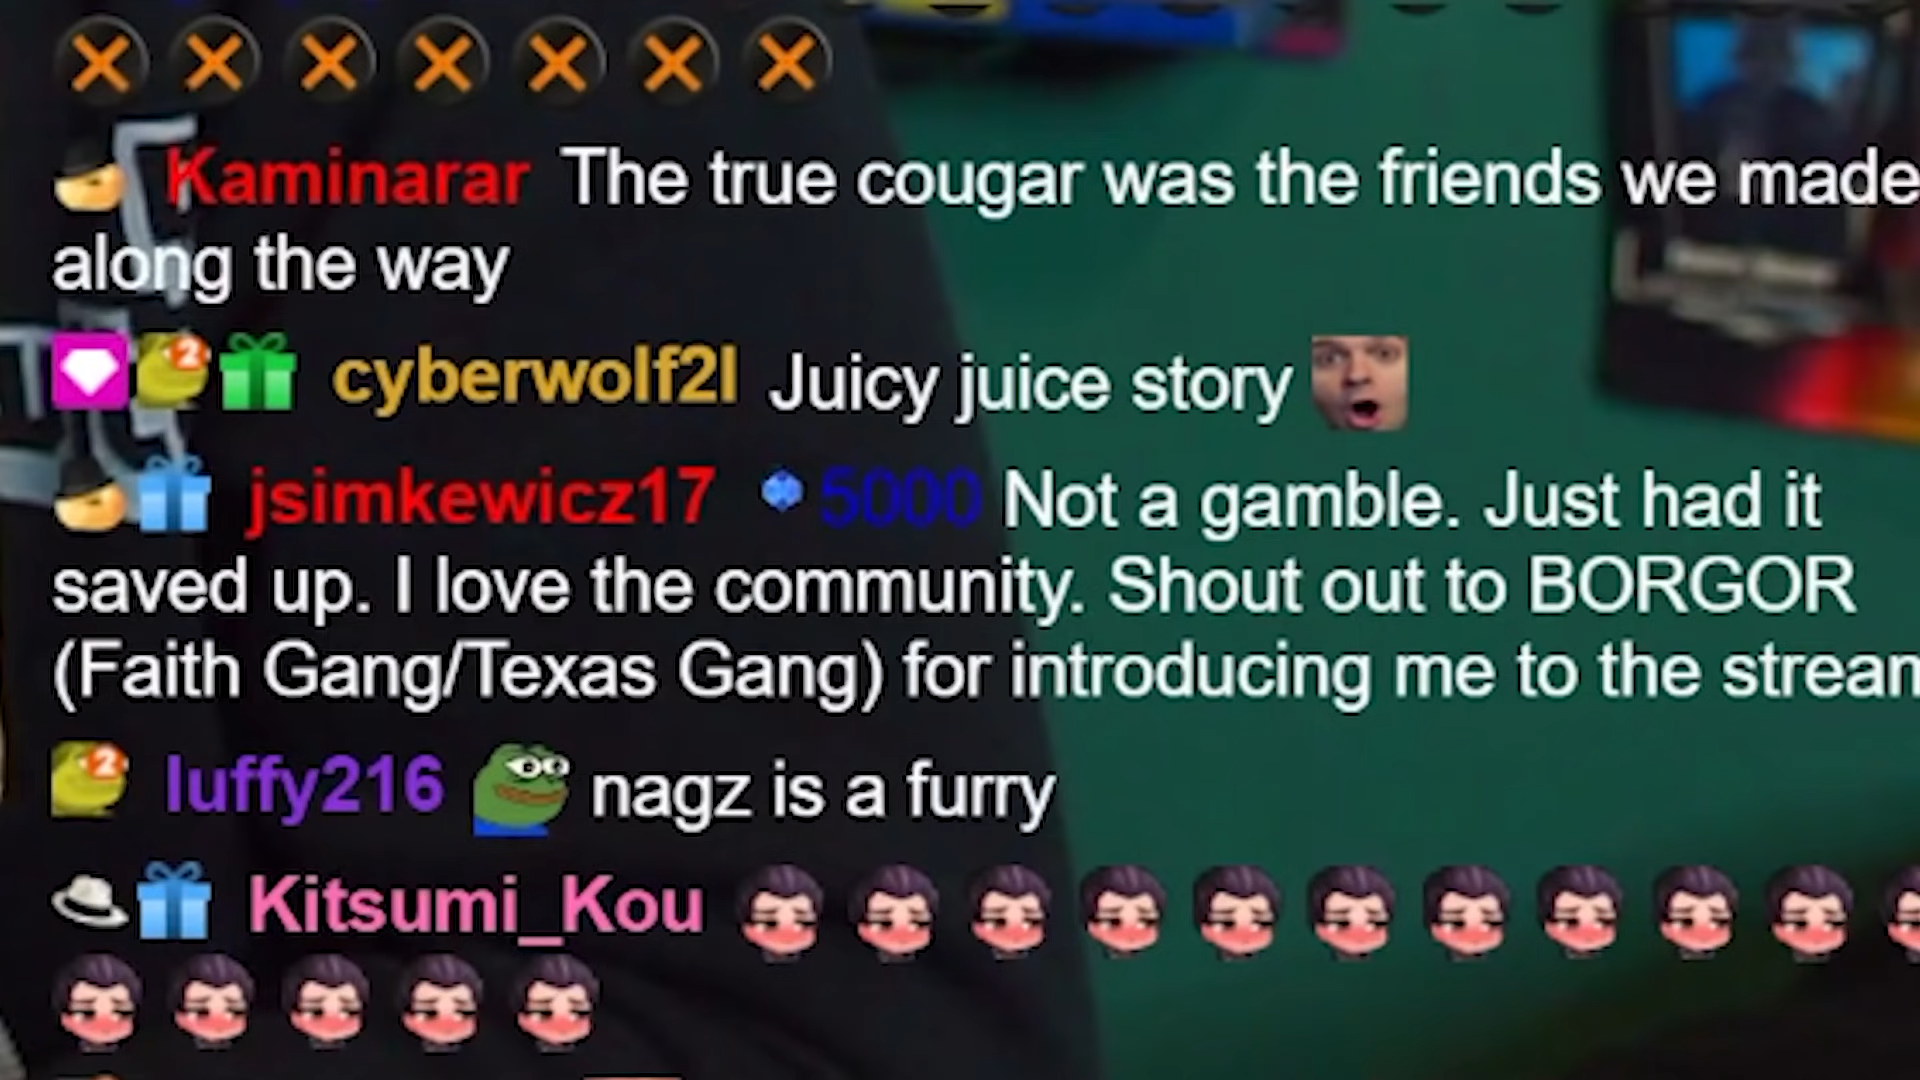 Kaminarar The true cougar was the friends we made
along the way
cyberwolf2l Juicy juice story
jsimkewicz17 5000 Not a gamble. Just had it
saved up. I love the community. Shout out to BORGOR
(Faith Gang/Texas Gang) for introducing me to the stream
luffy216 nagz is a furry
Kitsumi_Kou